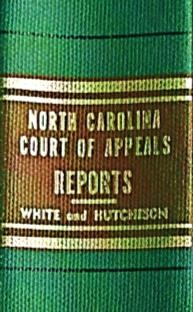 NORTH CAROLINA
COURT OF APPEALS
REPORTS
WHITE and HUTCHISON